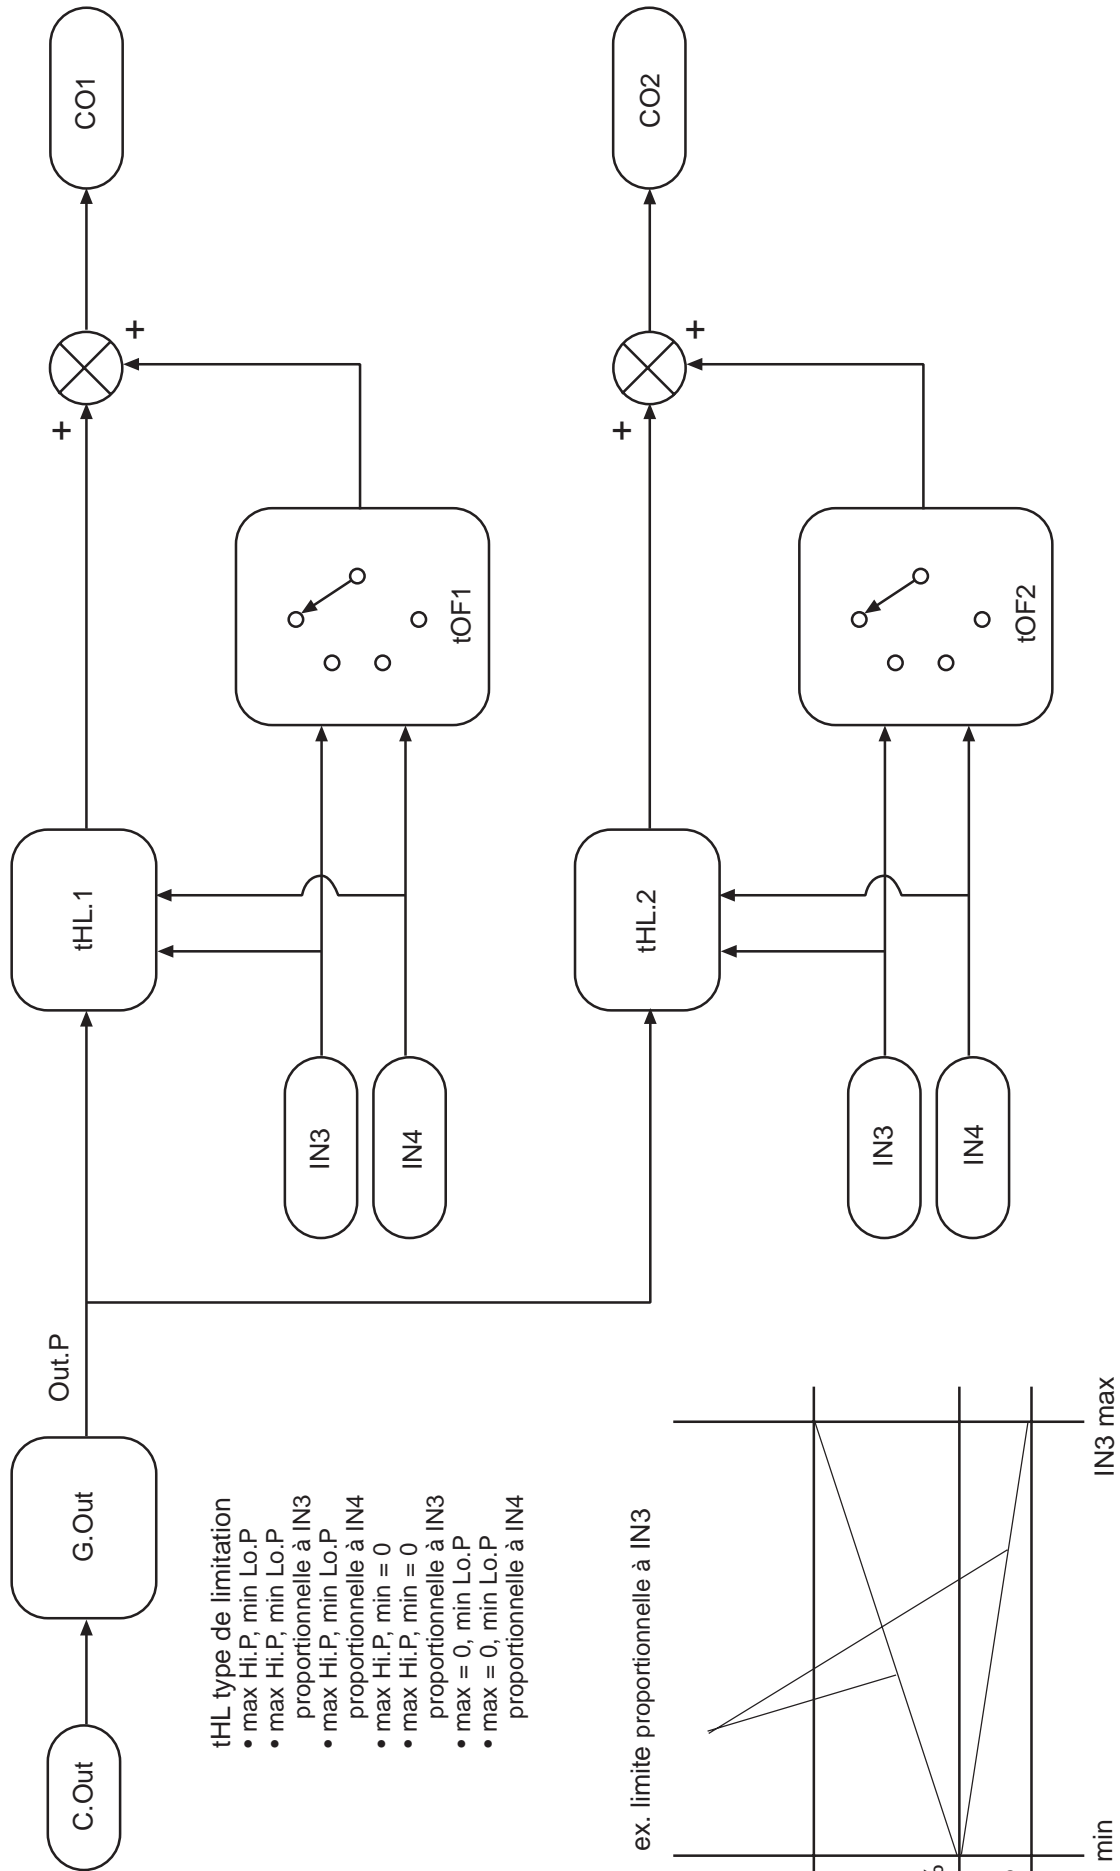 C.Out
G.Out
Out.P
tHL.1
+
+
CO1
IN3
IN4
tOF1
tHL type de limitation
• max Hi.P, min Lo.P
• max Hi.P, min Lo.P
proportionnelle à IN3
• max Hi.P, min Lo.P
proportionnelle à IN4
• max Hi.P, min = 0
• max Hi.P, min = 0
proportionnelle à IN3
• max = 0, min Lo.P
• max = 0, min Lo.P
proportionnelle à IN4
tHL.2
+
+
CO2
IN3
IN4
tOF2
ex. limite proportionnelle à IN3
min
IN3 max